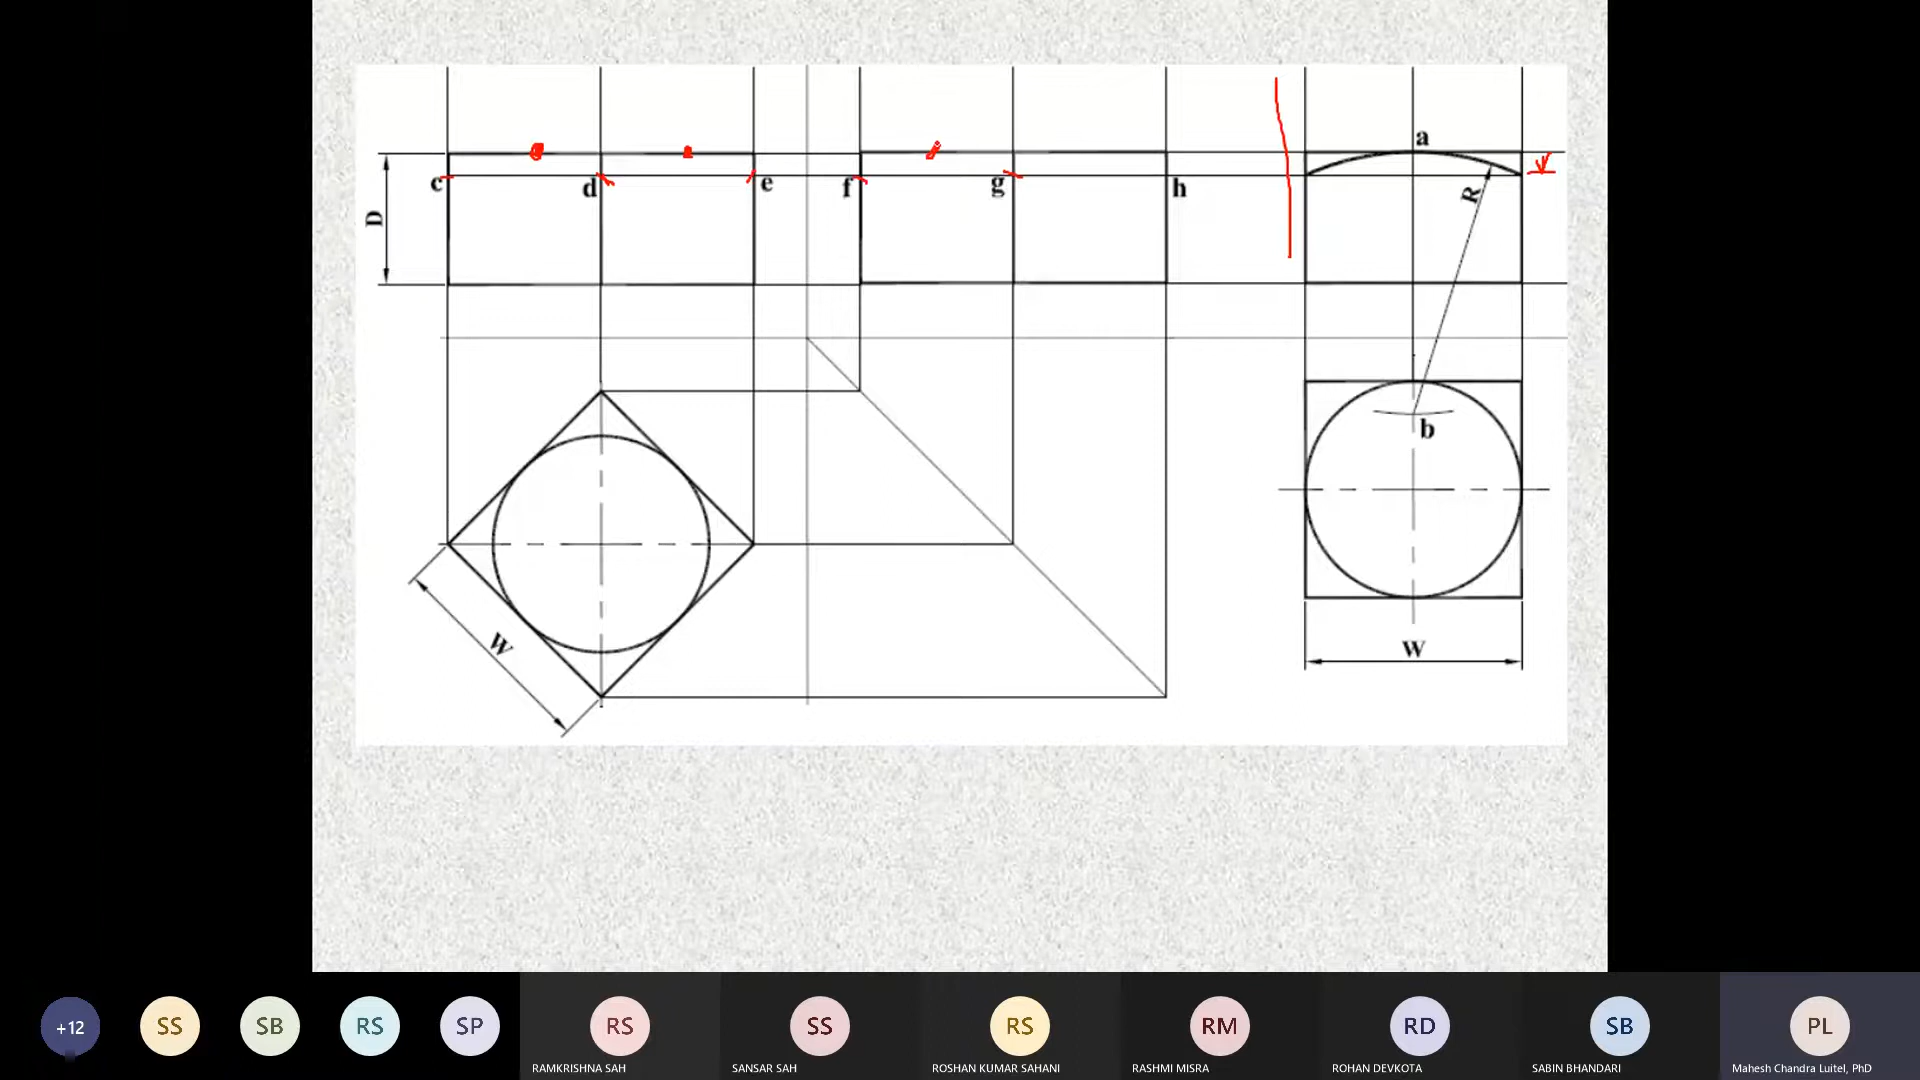 a
c
d
e
f
g
h
R
D
b
W
W
+12
SS
SB
RS
SP
RS
SS
RS
RM
RD
SB
PL
RAMKRISHNA SAH
SANSAR SAH
ROSHAN KUMAR SAHANI
RASHMI MISRA
ROHAN DEVKOTA
SABIN BHANDARI
Mahesh Chandra Luitel, PhD